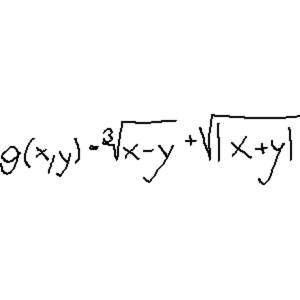 g(x,y) = ∛(x-y) + √|x+y|